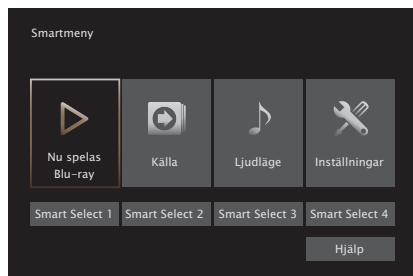 Smartmeny
Nu spelas
Blu-ray
Källa
Ljudläge
Inställningar
Smart Select 1
Smart Select 2
Smart Select 3
Smart Select 4
Hjälp